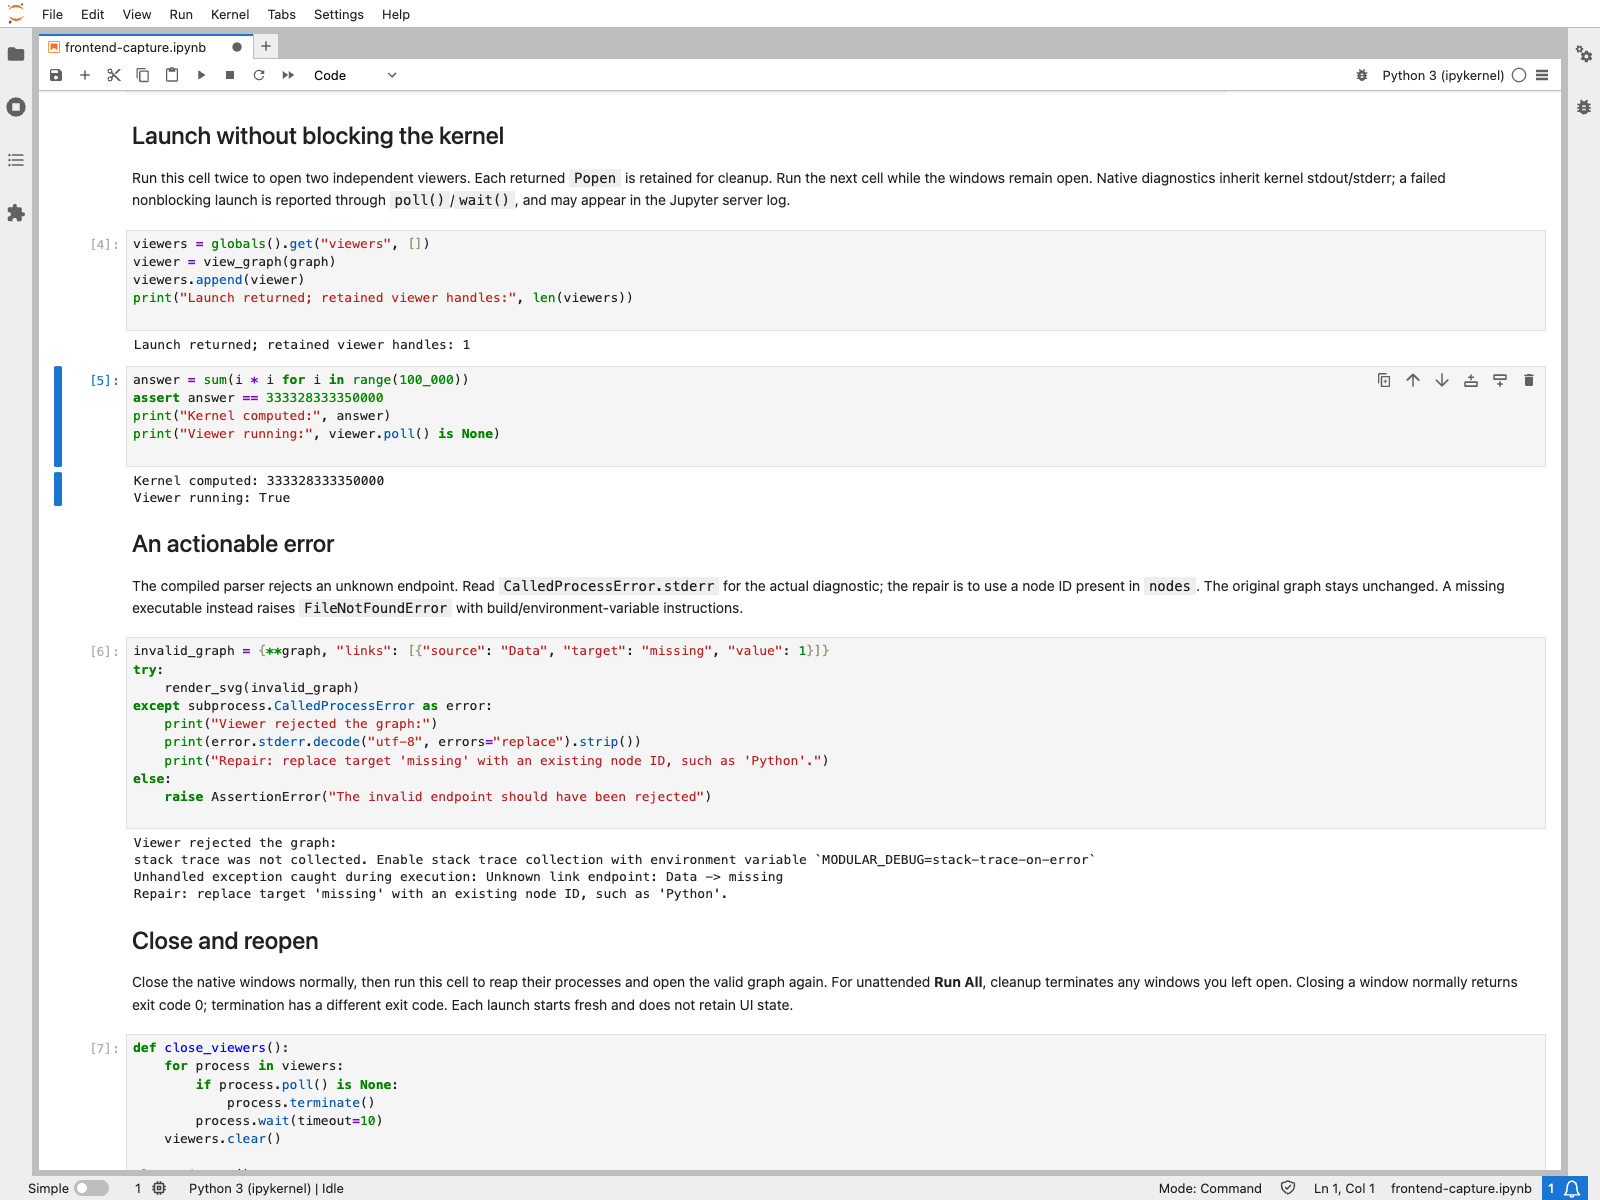 File Edit View Run Kernel Tabs Settings Help
frontend-capture.ipynb
Code
Python 3 (ipykernel)
Launch without blocking the kernel
Run this cell twice to open two independent viewers. Each returned Popen is retained for cleanup. Run the next cell while the windows remain open. Native diagnostics inherit kernel stdout/stderr; a failed
nonblocking launch is reported through poll() / wait() , and may appear in the Jupyter server log.
[4]: viewers = globals().get("viewers", [])
viewer = view_graph(graph)
viewers.append(viewer)
print("Launch returned; retained viewer handles:", len(viewers))
Launch returned; retained viewer handles: 1
[5]: answer = sum(i * i for i in range(100_000))
assert answer == 333328333350000
print("Kernel computed:", answer)
print("Viewer running:", viewer.poll() is None)
Kernel computed: 333328333350000
Viewer running: True
An actionable error
The compiled parser rejects an unknown endpoint. Read CalledProcessError.stderr for the actual diagnostic; the repair is to use a node ID present in nodes . The original graph stays unchanged. A missing
executable instead raises FileNotFoundError with build/environment-variable instructions.
[6]: invalid_graph = {**graph, "links": [{"source": "Data", "target": "missing", "value": 1}]}
try:
    render_svg(invalid_graph)
except subprocess.CalledProcessError as error:
    print("Viewer rejected the graph:")
    print(error.stderr.decode("utf-8", errors="replace").strip())
    print("Repair: replace target 'missing' with an existing node ID, such as 'Python'.")
else:
    raise AssertionError("The invalid endpoint should have been rejected")
Viewer rejected the graph:
stack trace was not collected. Enable stack trace collection with environment variable `MODULAR_DEBUG=stack-trace-on-error`
Unhandled exception caught during execution: Unknown link endpoint: Data -> missing
Repair: replace target 'missing' with an existing node ID, such as 'Python'.
Close and reopen
Close the native windows normally, then run this cell to reap their processes and open the valid graph again. For unattended Run All, cleanup terminates any windows you left open. Closing a window normally returns
exit code 0; termination has a different exit code. Each launch starts fresh and does not retain UI state.
[7]: def close_viewers():
    for process in viewers:
        if process.poll() is None:
            process.terminate()
        process.wait(timeout=10)
    viewers.clear()
Simple 1 Python 3 (ipykernel) | Idle Mode: Command Ln 1, Col 1 frontend-capture.ipynb 1